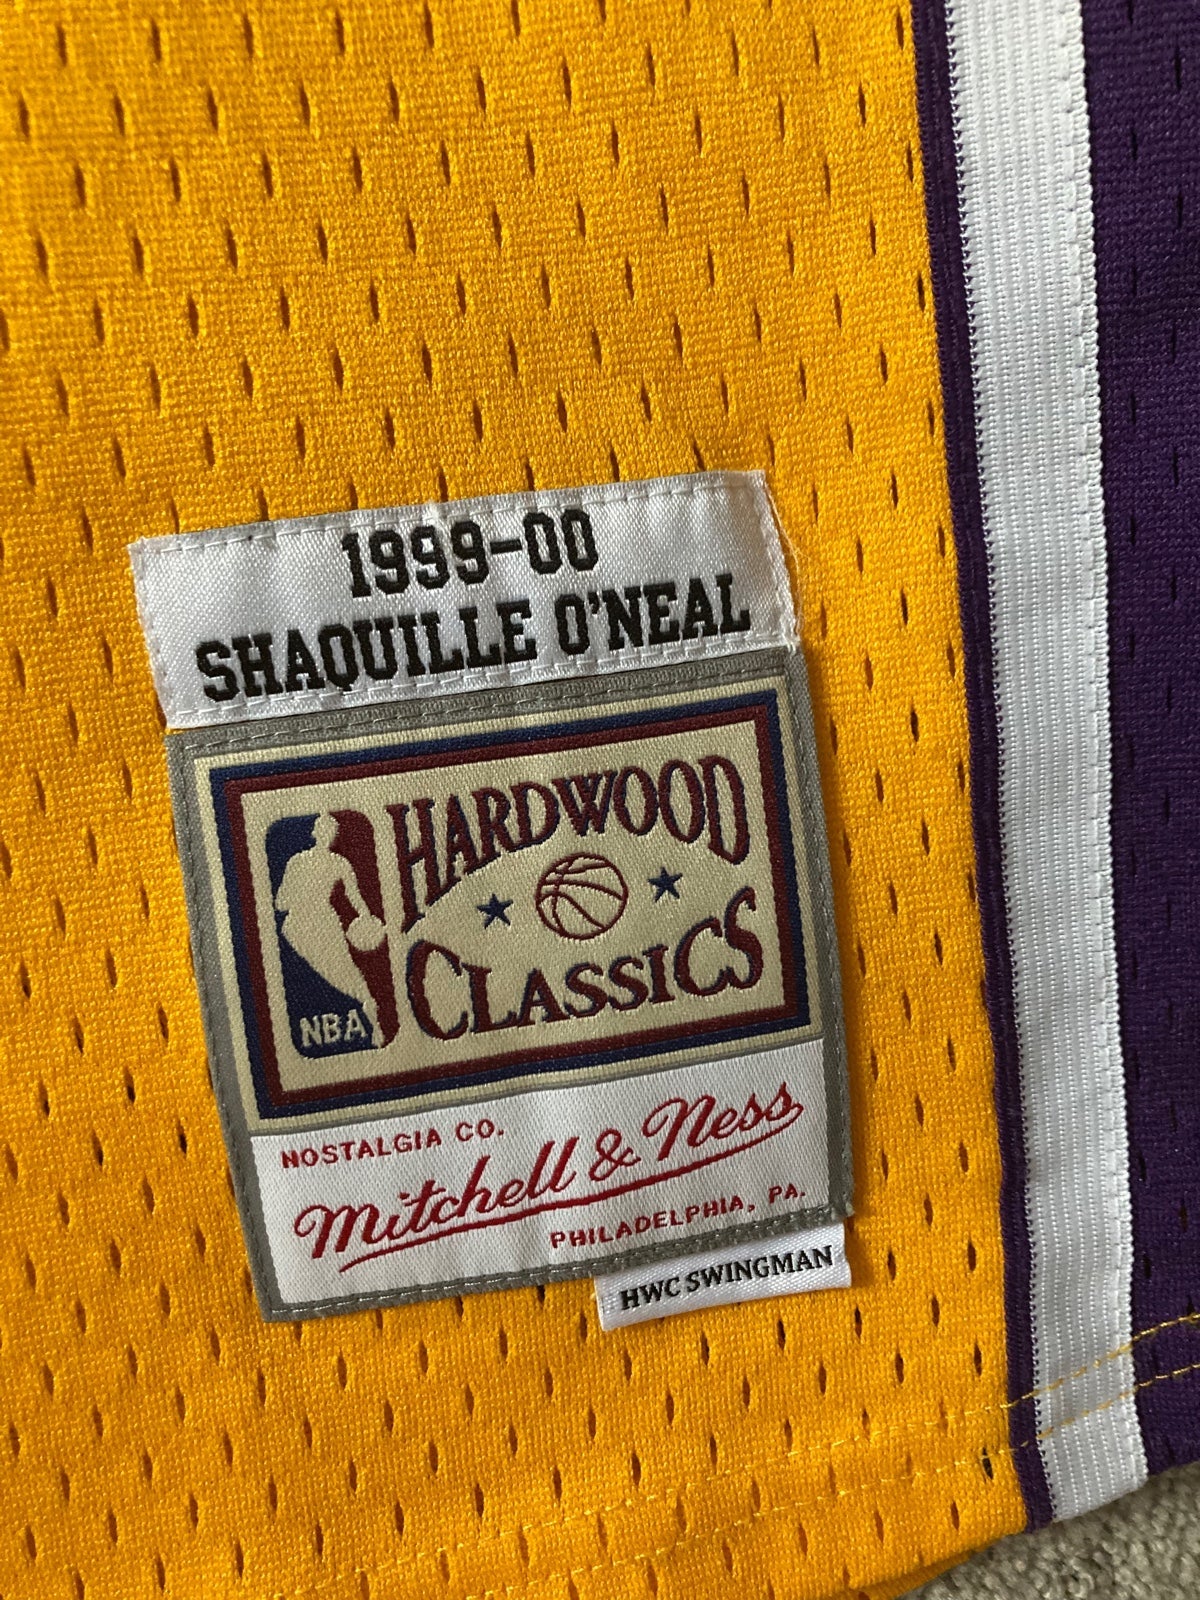 1999-00
SHAQUILLE O'NEAL
HARDWOOD
CLASSICS
NBA
NOSTALGIA CO.
Mitchell & Ness
PHILADELPHIA, PA.
HWC SWINGMAN